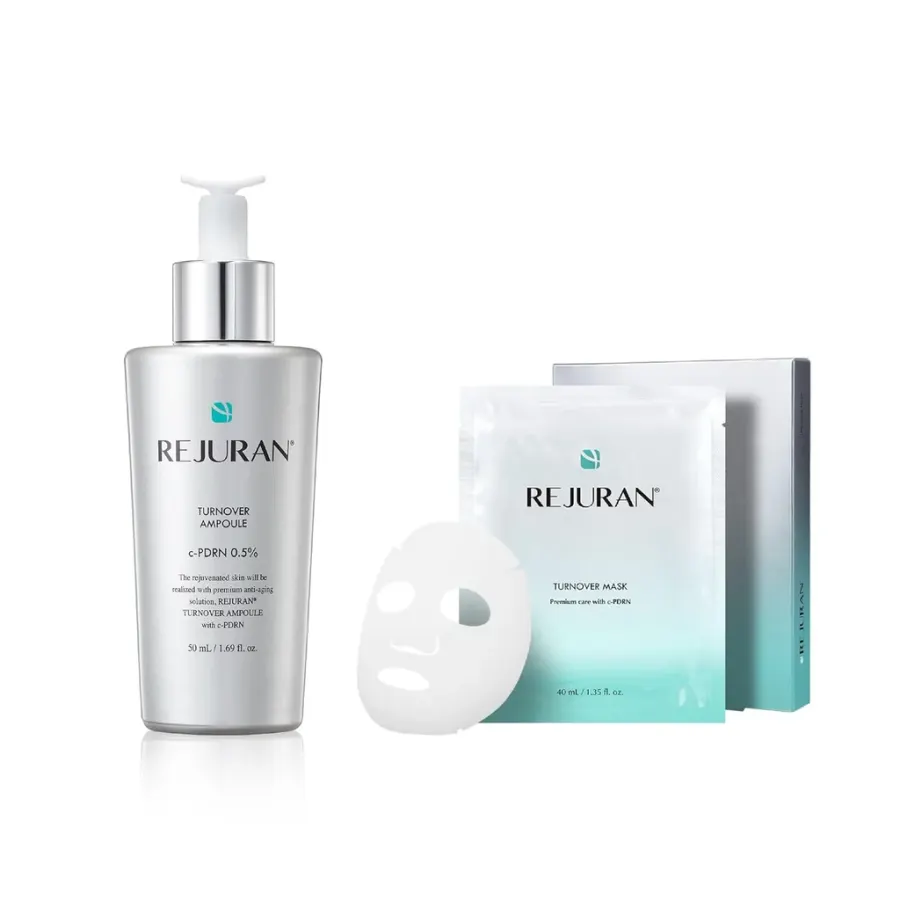 REJURAN®
TURNOVER
AMPOULE
c-PDRN 0.5%
The rejuvenated skin will be
realized with premium anti-aging
solution, REJURAN®
TURNOVER AMPOULE
with c-PDRN
50 mL / 1.69 fl. oz.
REJURAN®
TURNOVER MASK
Premium care with c-PDRN
40 mL / 1.35 fl. oz.
REJURAN